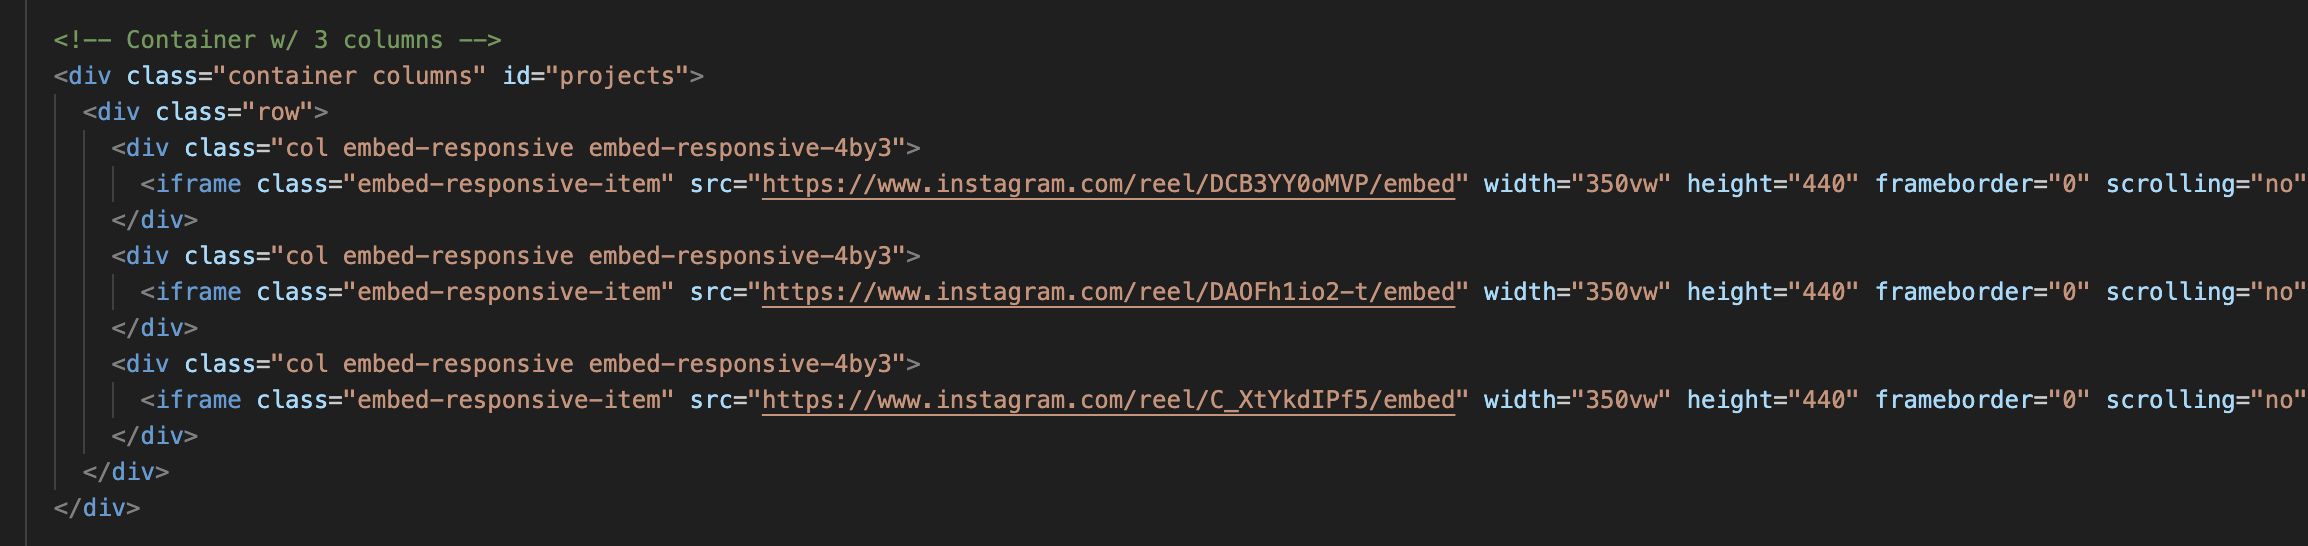 <!-- Container w/ 3 columns -->
<div class="container columns" id="projects">
<div class="row">
<div class="col embed-responsive embed-responsive-4by3">
<iframe class="embed-responsive-item" src="https://www.instagram.com/reel/DCB3YY0oMVP/embed" width="350vw" height="440" frameborder="0" scrolling="no"
</div>
<div class="col embed-responsive embed-responsive-4by3">
<iframe class="embed-responsive-item" src="https://www.instagram.com/reel/DAOFh1io2-t/embed" width="350vw" height="440" frameborder="0" scrolling="no"
</div>
<div class="col embed-responsive embed-responsive-4by3">
<iframe class="embed-responsive-item" src="https://www.instagram.com/reel/C_XtYkdIPf5/embed" width="350vw" height="440" frameborder="0" scrolling="no"
</div>
</div>
</div>